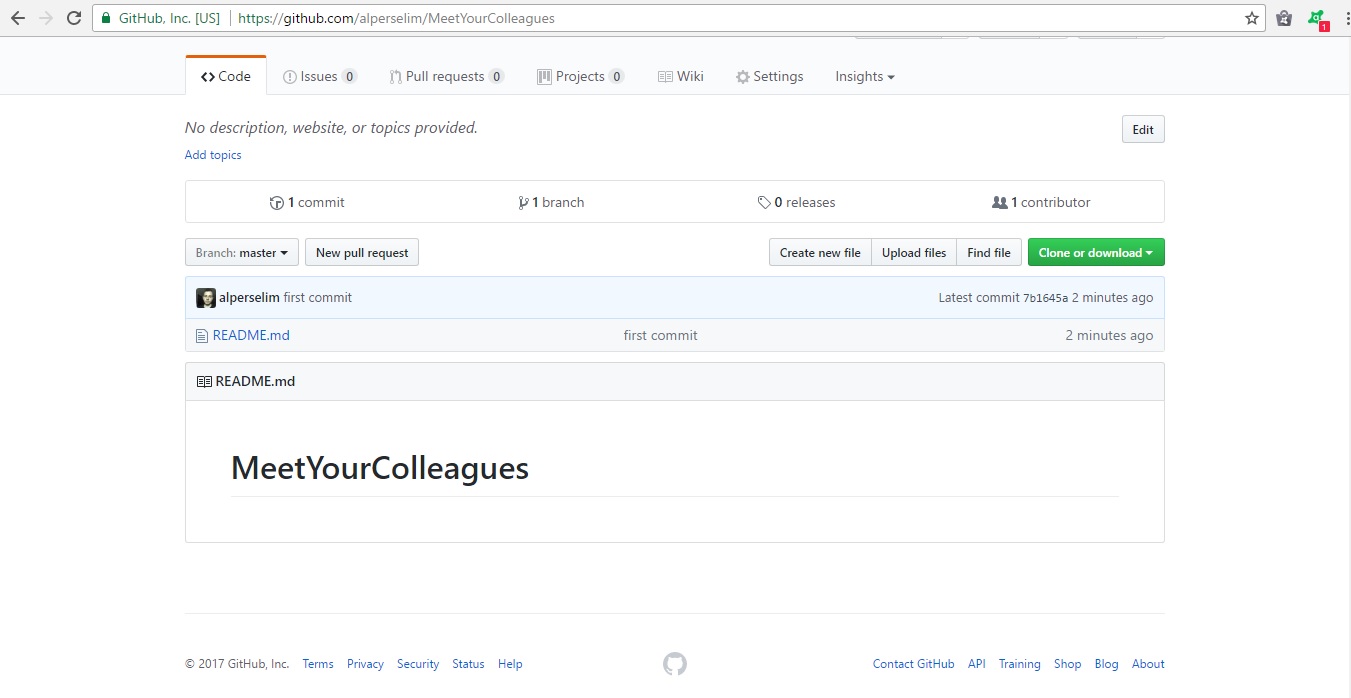 GitHub, Inc. [US] https://github.com/alperselim/MeetYourColleagues
1
Code Issues 0 Pull requests 0 Projects 0 Wiki Settings Insights
No description, website, or topics provided. Edit
Add topics
1 commit 1 branch 0 releases 1 contributor
Branch: master New pull request Create new file Upload files Find file Clone or download
alperselim first commit Latest commit 7b1645a 2 minutes ago
README.md first commit 2 minutes ago
README.md
MeetYourColleagues
© 2017 GitHub, Inc. Terms Privacy Security Status Help Contact GitHub API Training Shop Blog About